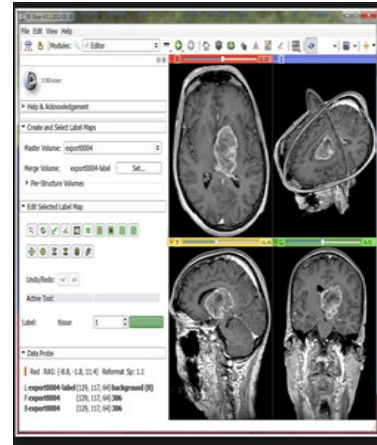 File Edit View Help
Modules: Editor
3DSlicer
Help & Acknowledgement
Create and Select Label Maps
Master Volume: export0004
Merge Volume: export0004-label Set...
Per-Structure Volumes
Edit Selected Label Map
Undo/Redo:
Active Tool:
Label: tissue 1
Data Probe
Red RAS: (-8.8, -1.8, 11.4) Reformat Sp: 1.1
L export0004-label (129, 117, 64) background (0)
F export0004 (129, 117, 64) 306
B export0004 (129, 117, 64) 306